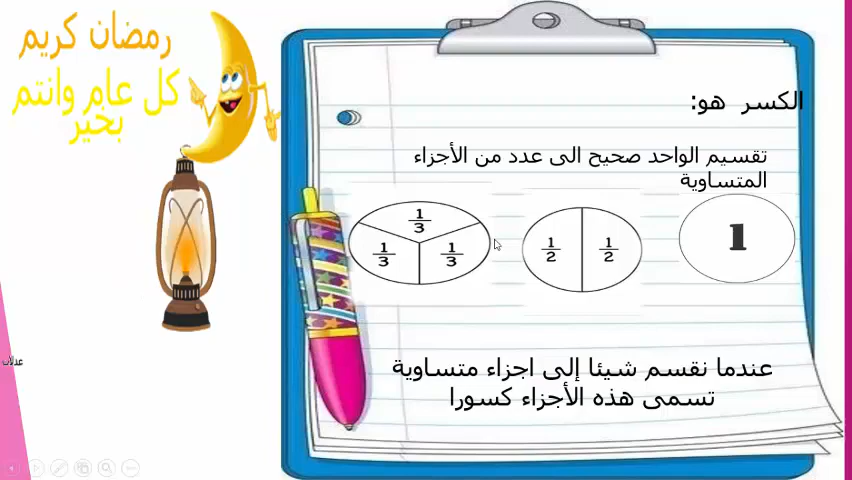 رمضان كريم
كل عام وانتم
بخير
الكسر هو:
تقسيم الواحد صحيح الى عدد من الأجزاء
المتساوية
1
1/2 1/2
1/3
1/3 1/3
عندما نقسم شيئا إلى اجزاء متساوية
تسمى هذه الأجزاء كسورا